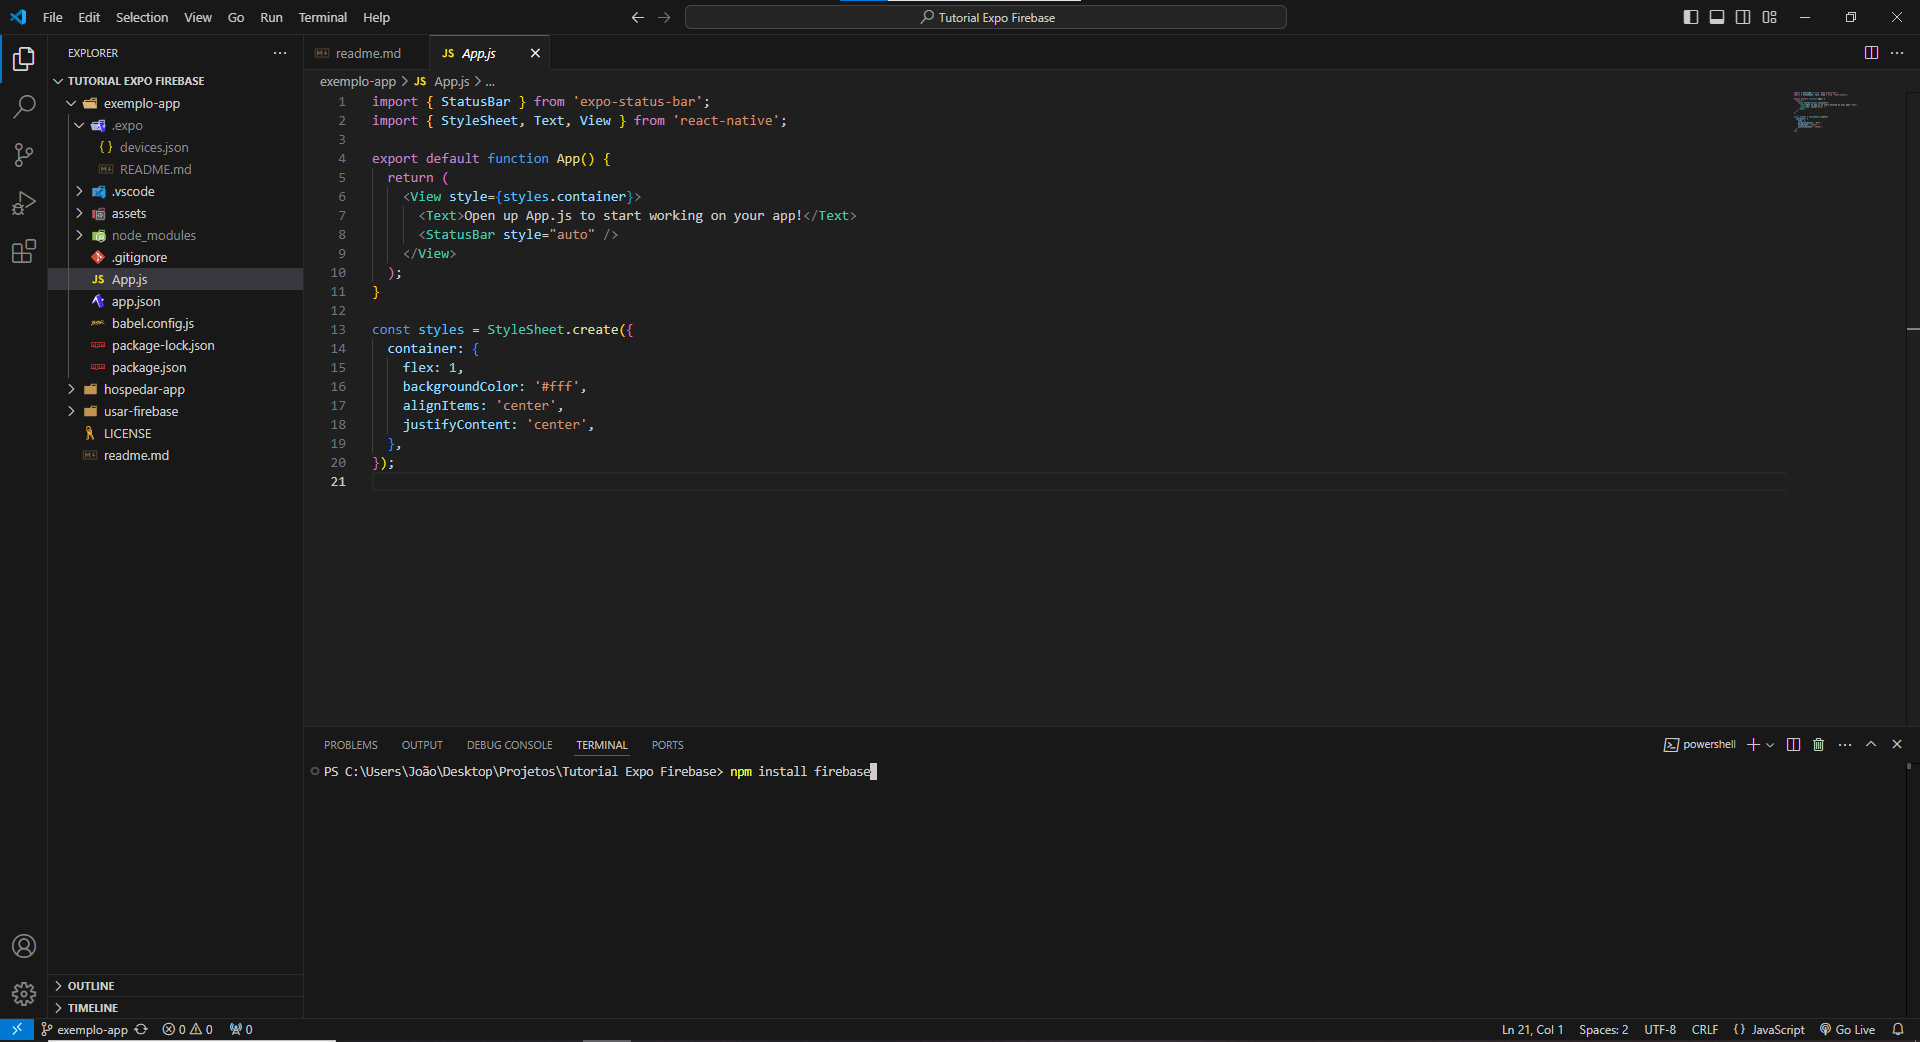 File Edit Selection View Go Run Terminal Help
Tutorial Expo Firebase
EXPLORER
TUTORIAL EXPO FIREBASE
exemplo-app
.expo
{ } devices.json
README.md
.vscode
assets
node_modules
.gitignore
JS App.js
app.json
babel.config.js
package-lock.json
package.json
hospedar-app
usar-firebase
LICENSE
readme.md
OUTLINE
TIMELINE
readme.md
JS App.js
exemplo-app > JS App.js > ...
1 import { StatusBar } from 'expo-status-bar';
2 import { StyleSheet, Text, View } from 'react-native';
3
4 export default function App() {
5 return (
6 <View style={styles.container}>
7 <Text>Open up App.js to start working on your app!</Text>
8 <StatusBar style="auto" />
9 </View>
10 );
11 }
12
13 const styles = StyleSheet.create({
14 container: {
15 flex: 1,
16 backgroundColor: '#fff',
17 alignItems: 'center',
18 justifyContent: 'center',
19 },
20 });
21
PROBLEMS OUTPUT DEBUG CONSOLE TERMINAL PORTS
powershell
PS C:\Users\João\Desktop\Projetos\Tutorial Expo Firebase> npm install firebase
exemplo-app 0 0 0
Ln 21, Col 1 Spaces: 2 UTF-8 CRLF { } JavaScript Go Live